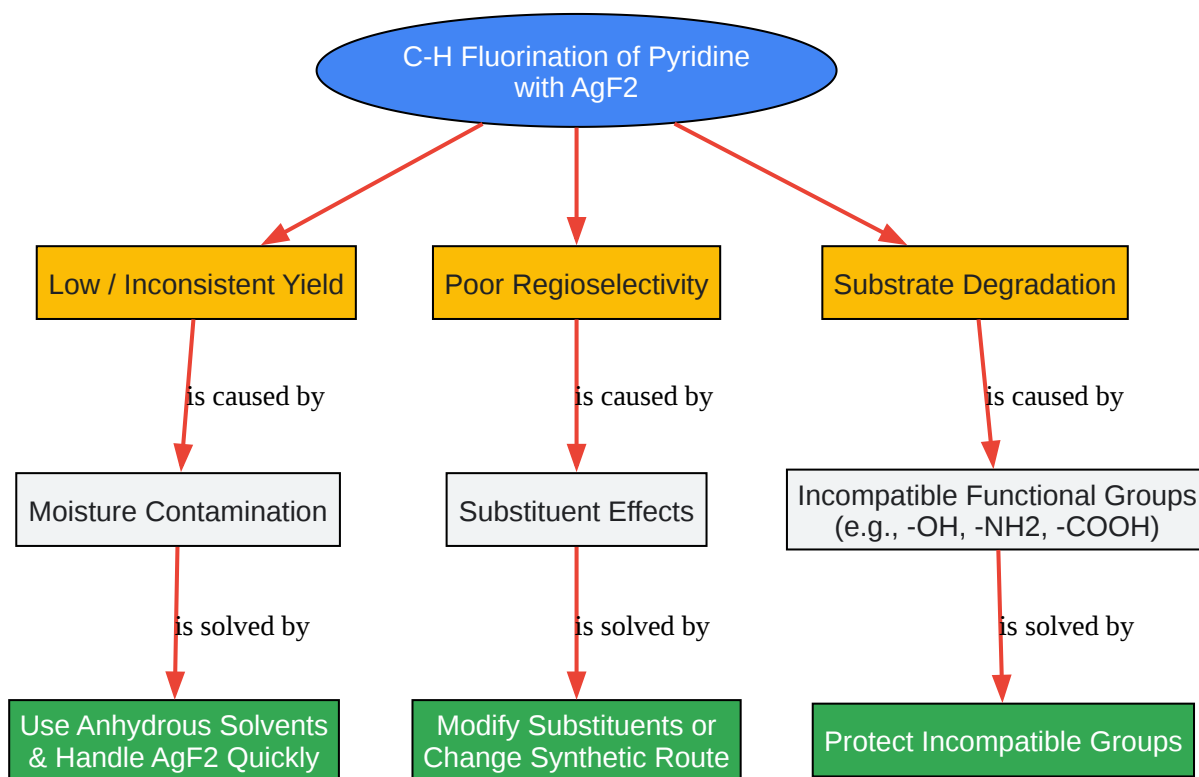 C-H Fluorination of Pyridine
with AgF2
Low / Inconsistent Yield
Poor Regioselectivity
Substrate Degradation
is caused by
is caused by
is caused by
Moisture Contamination
Substituent Effects
Incompatible Functional Groups
(e.g., -OH, -NH2, -COOH)
is solved by
is solved by
is solved by
Use Anhydrous Solvents
& Handle AgF2 Quickly
Modify Substituents or
Change Synthetic Route
Protect Incompatible Groups